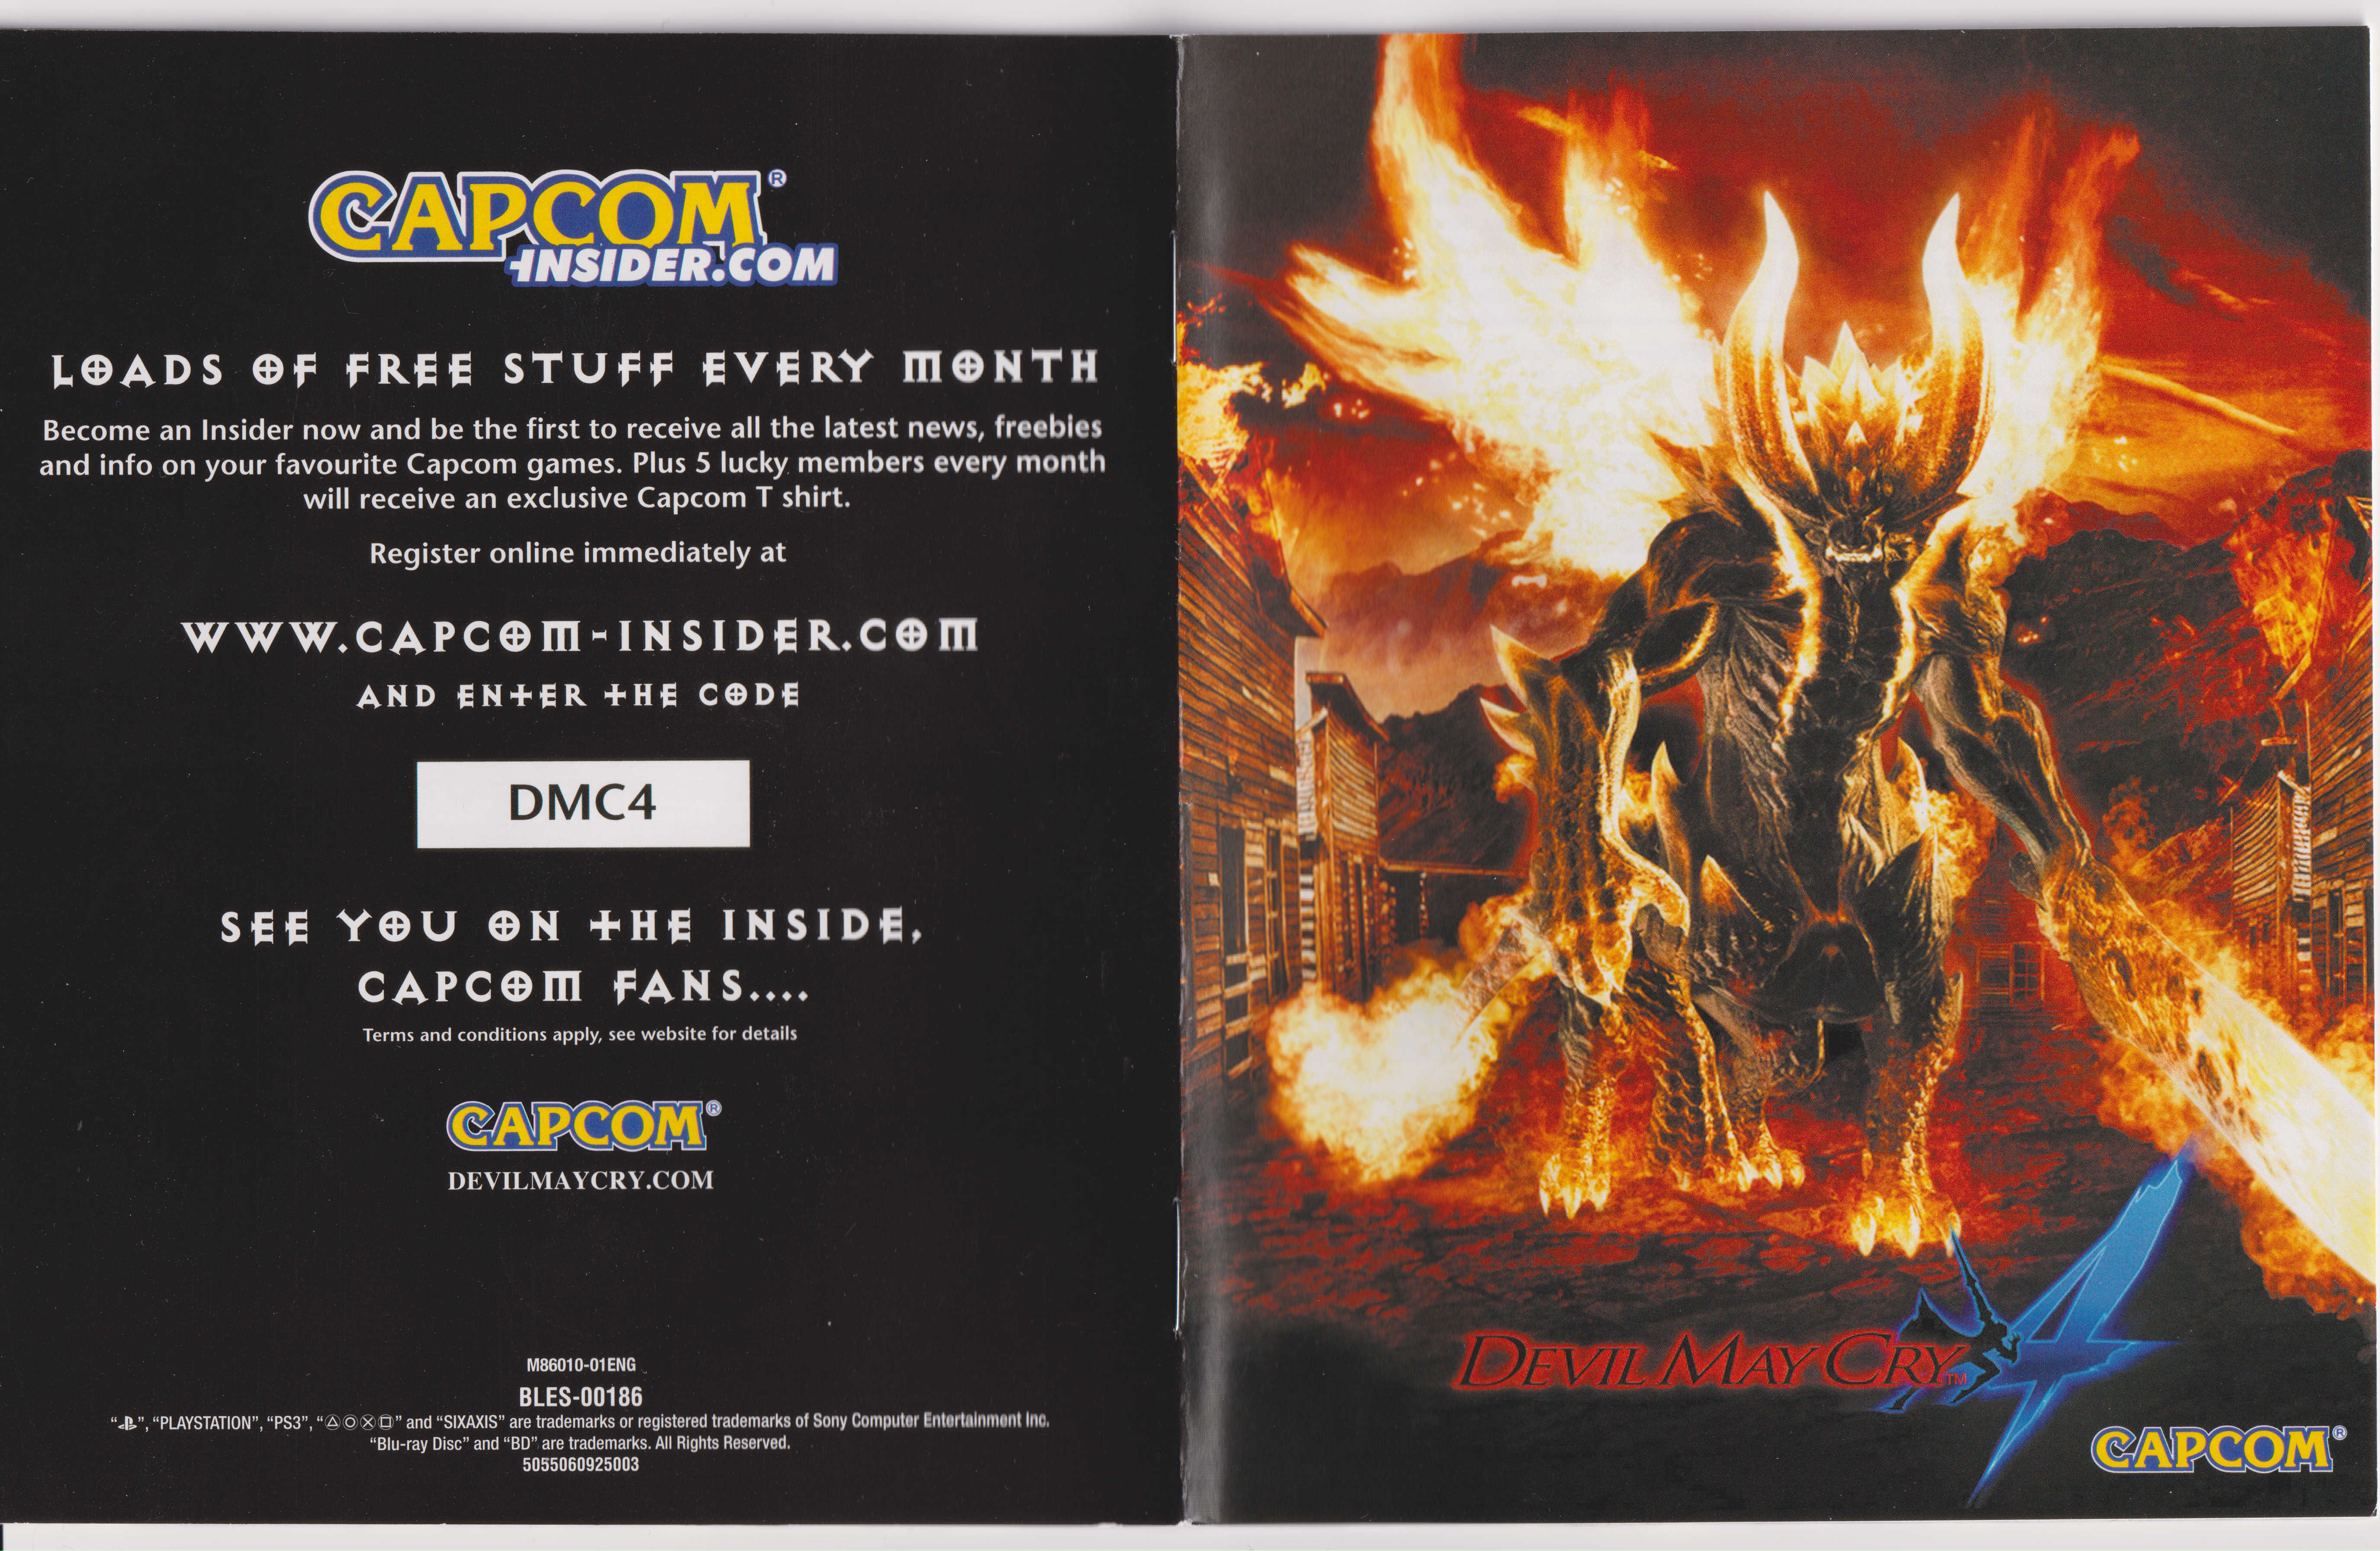 CAPCOM®
-INSIDER.COM
LOADS OF FREE STUFF EVERY MONTH
Become an Insider now and be the first to receive all the latest news, freebies
and info on your favourite Capcom games. Plus 5 lucky members every month
will receive an exclusive Capcom T shirt.
Register online immediately at
WWW.CAPCOM-INSIDER.COM
AND ENTER THE CODE
DMC4
SEE YOU ON THE INSIDE,
CAPCOM FANS....
Terms and conditions apply, see website for details
CAPCOM®
DEVILMAYCRY.COM
M86010-01ENG
BLES-00186
“PS”, “PLAYSTATION”, “PS3”, “△○✕□” and “SIXAXIS” are trademarks or registered trademarks of Sony Computer Entertainment Inc.
“Blu-ray Disc” and “BD” are trademarks. All Rights Reserved.
5055060925003
DEVIL MAY CRY™ 4
CAPCOM®